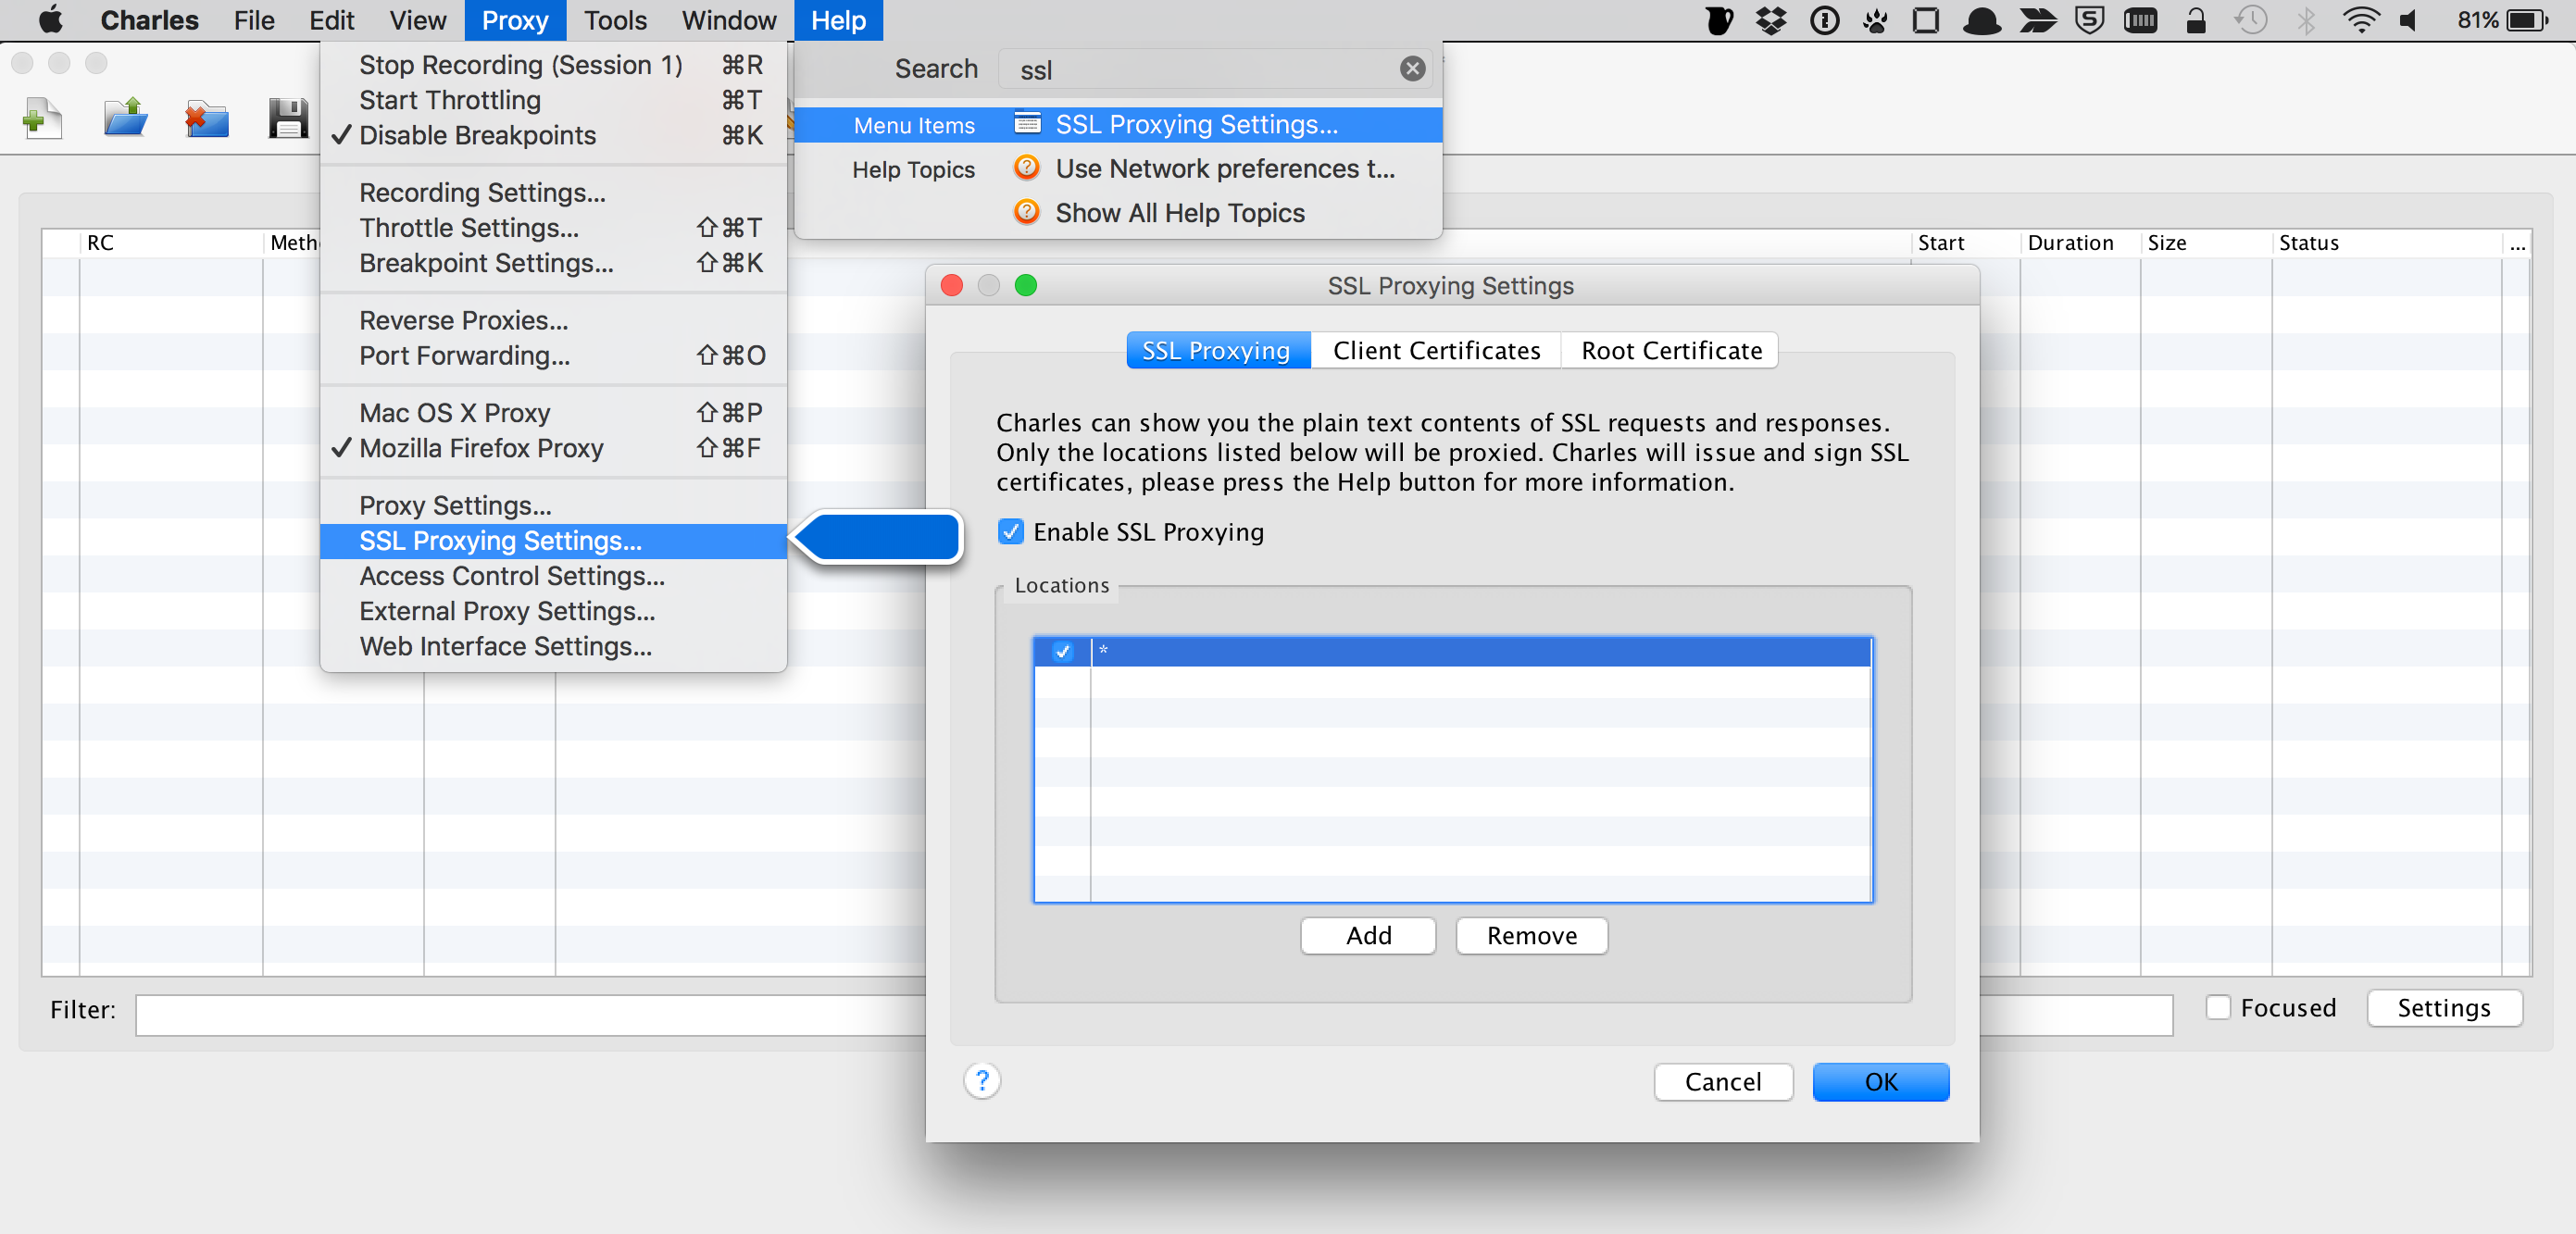 Charles File Edit View Proxy Tools Window Help 81%
Stop Recording (Session 1) ⌘R
Start Throttling ⌘T
✓ Disable Breakpoints ⌘K
Recording Settings...
Throttle Settings... ⇧⌘T
Breakpoint Settings... ⇧⌘K
Reverse Proxies...
Port Forwarding... ⇧⌘O
Mac OS X Proxy ⇧⌘P
✓ Mozilla Firefox Proxy ⇧⌘F
Proxy Settings...
SSL Proxying Settings...
Access Control Settings...
External Proxy Settings...
Web Interface Settings...
Search ssl
Menu Items SSL Proxying Settings...
Help Topics Use Network preferences t...
Show All Help Topics
RC Meth Start Duration Size Status ...
SSL Proxying Settings
SSL Proxying Client Certificates Root Certificate
Charles can show you the plain text contents of SSL requests and responses.
Only the locations listed below will be proxied. Charles will issue and sign SSL
certificates, please press the Help button for more information.
Enable SSL Proxying
Locations
*
Add Remove
? Cancel OK
Filter: Focused Settings